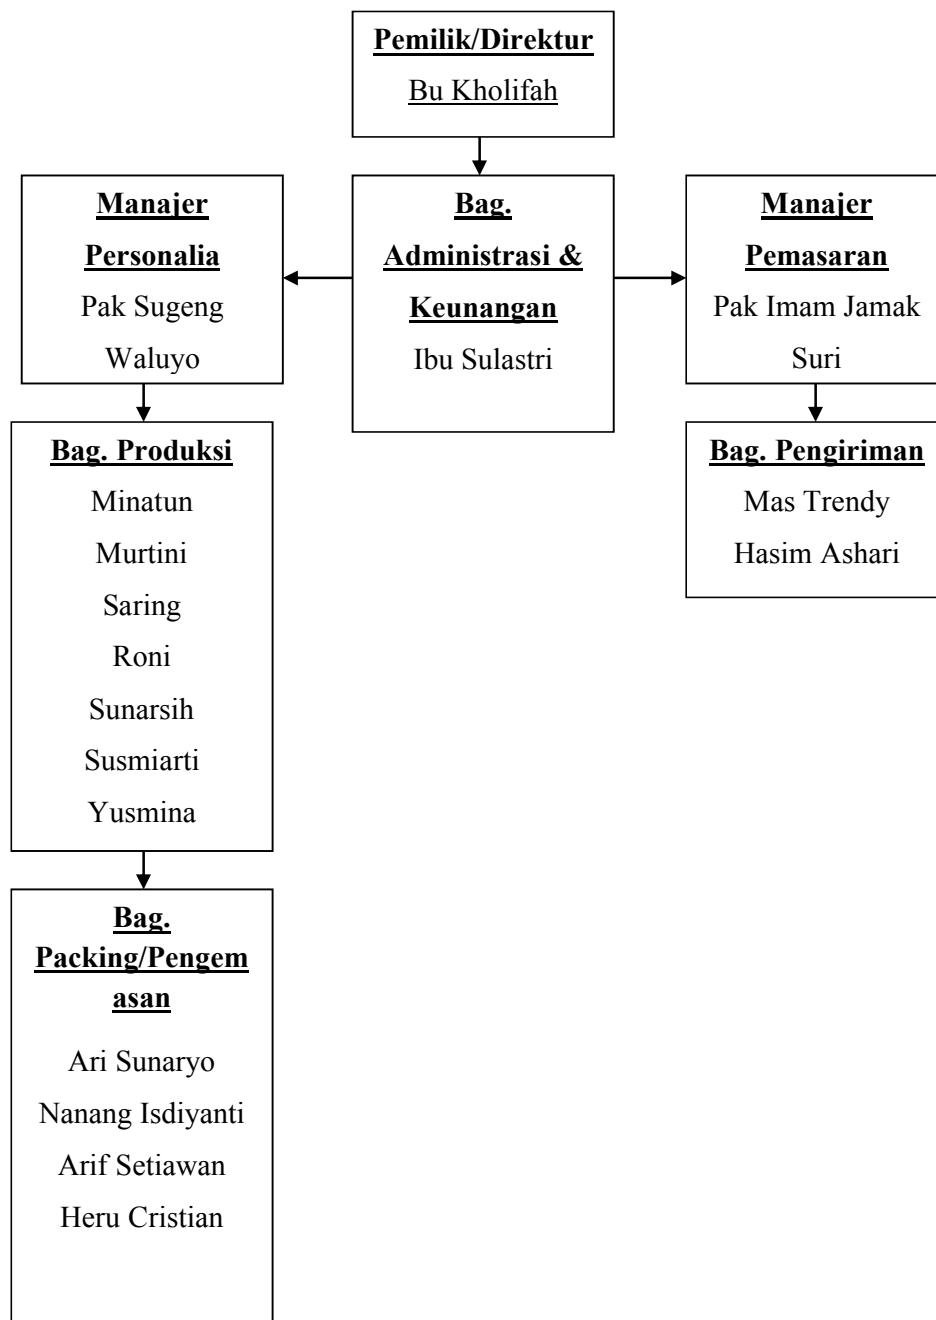 Pemilik/Direktur
Bu Kholifah
Manajer
Personalia
Pak Sugeng
Waluyo
Bag.
Administrasi &
Keunangan
Ibu Sulastri
Manajer
Pemasaran
Pak Imam Jamak
Suri
Bag. Produksi
Minatun
Murtini
Saring
Roni
Sunarsih
Susmiarti
Yusmina
Bag. Pengiriman
Mas Trendy
Hasim Ashari
Bag.
Packing/Pengem
asan
Ari Sunaryo
Nanang Isdiyanti
Arif Setiawan
Heru Cristian